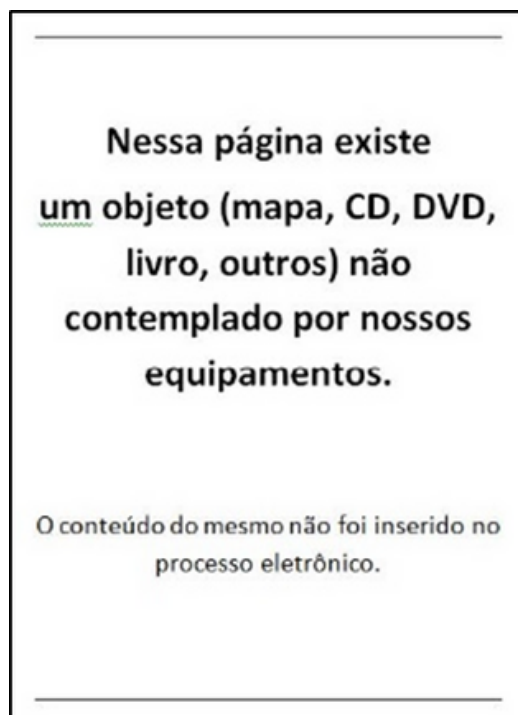 Nessa página existe
um objeto (mapa, CD, DVD,
livro, outros) não
contemplado por nossos
equipamentos.
O conteúdo do mesmo não foi inserido no
processo eletrônico.